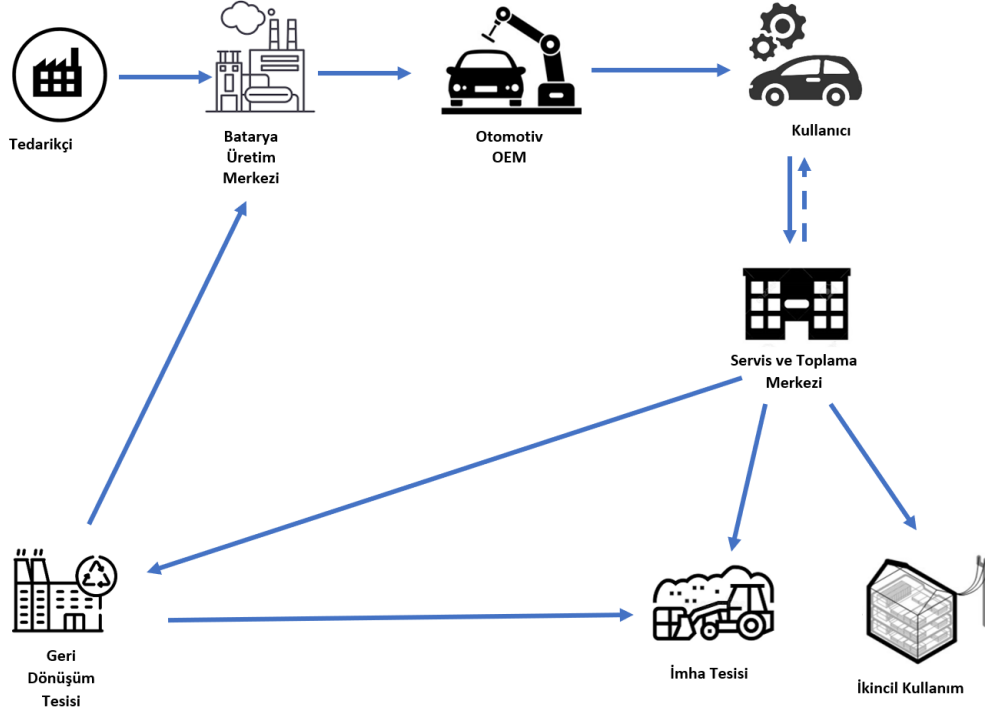 Tedarikçi
Batarya
Üretim
Merkezi
Otomotiv
OEM
Kullanıcı
Servis ve Toplama
Merkezi
Geri
Dönüşüm
Tesisi
İmha Tesisi
İkincil Kullanım